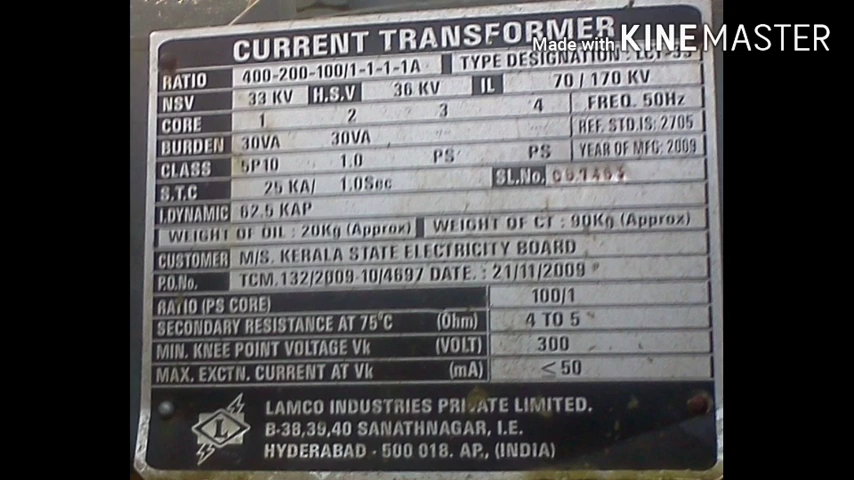 Made with KINEMASTER
CURRENT TRANSFORMER
RATIO 400-200-100/1-1-1-1A TYPE DESIGNATION : LCT-33
NSV 33 KV H.S.V 36 KV IL 70 / 170 KV
CORE 1 2 3 4 FREQ. 50Hz
BURDEN 30VA 30VA REF. STD.IS: 2705
CLASS 5P10 1.0 PS PS YEAR OF MFG: 2009
S.T.C 25 KA/ 1.0Sec SL.No.
I.DYNAMIC 62.5 KAP
WEIGHT OF OIL : 20Kg (Approx) WEIGHT OF CT : 90Kg (Approx)
CUSTOMER M/S. KERALA STATE ELECTRICITY BOARD
P.O.No. TCM.132/2009-10/4697 DATE. : 21/11/2009
RATIO (PS CORE) 100/1
SECONDARY RESISTANCE AT 75°C (Ohm) 4 TO 5
MIN. KNEE POINT VOLTAGE Vk (VOLT) 300
MAX. EXCTN. CURRENT AT Vk (mA) ≤ 50
L
LAMCO INDUSTRIES PRIVATE LIMITED.
B-38,39,40 SANATHNAGAR, I.E.
HYDERABAD - 500 018. AP., (INDIA)